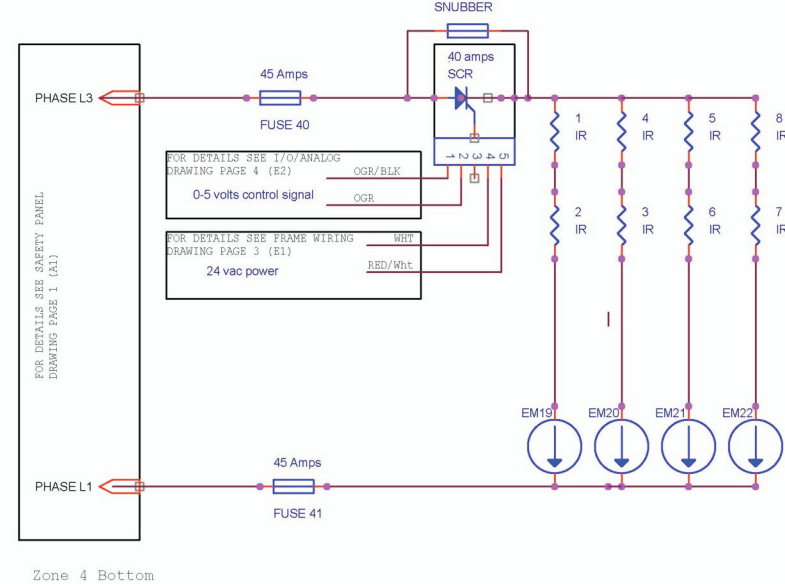 SNUBBER
40 amps
SCR
PHASE L3
45 Amps
FUSE 40
1 2 3 4 5
FOR DETAILS SEE I/O/ANALOG
DRAWING PAGE 4 (E2)
OGR/BLK
0-5 volts control signal
OGR
FOR DETAILS SEE FRAME WIRING
DRAWING PAGE 3 (E1)
WHT
24 vac power
RED/Wht
1
IR
4
IR
5
IR
8
IR
2
IR
3
IR
6
IR
7
IR
FOR DETAILS SEE SAFETY PANEL
DRAWING PAGE 1 (A1)
EM19
EM20
EM21
EM22
PHASE L1
45 Amps
FUSE 41
Zone 4 Bottom